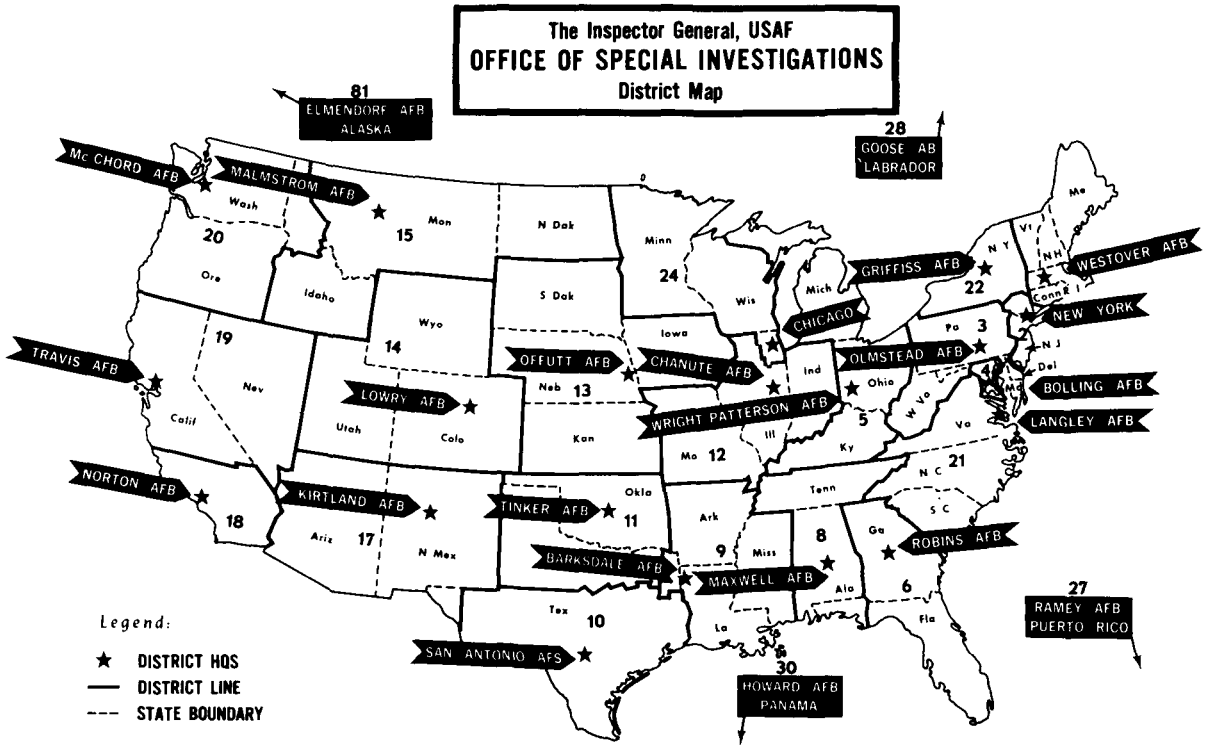 The Inspector General, USAF
OFFICE OF SPECIAL INVESTIGATIONS
District Map
81
ELMENDORF AFB
ALASKA
28
GOOSE AB
LABRADOR
Mc CHORD AFB
MALMSTROM AFB
Wash
Mon
15
N Dak
Minn
24
Me
Vt
N Y
N H
WESTOVER AFB
GRIFFISS AFB
22
20
Ore
Idaho
S Dak
Wis
Mich
Conn R I
Wyo
CHICAGO
NEW YORK
Iowa
Pa
3
N J
19
14
TRAVIS AFB
OFFUTT AFB
CHANUTE AFB
OLMSTEAD AFB
Nev
Neb
13
Ind
Ohio
4
Del
Md
BOLLING AFB
LOWRY AFB
WRIGHT PATTERSON AFB
W Va
LANGLEY AFB
Calif
Utah
Colo
Kan
Mo
12
Ill
5
Ky
Va
NORTON AFB
KIRTLAND AFB
TINKER AFB
Okla
11
Tenn
N C
21
18
Ariz
17
N Mex
Ark
9
S C
8
Ga
ROBINS AFB
BARKSDALE AFB
Miss
MAXWELL AFB
Ala
6
27
RAMEY AFB
PUERTO RICO
Tex
10
La
Fla
SAN ANTONIO AFS
30
HOWARD AFB
PANAMA
Legend:
DISTRICT HQS
DISTRICT LINE
STATE BOUNDARY